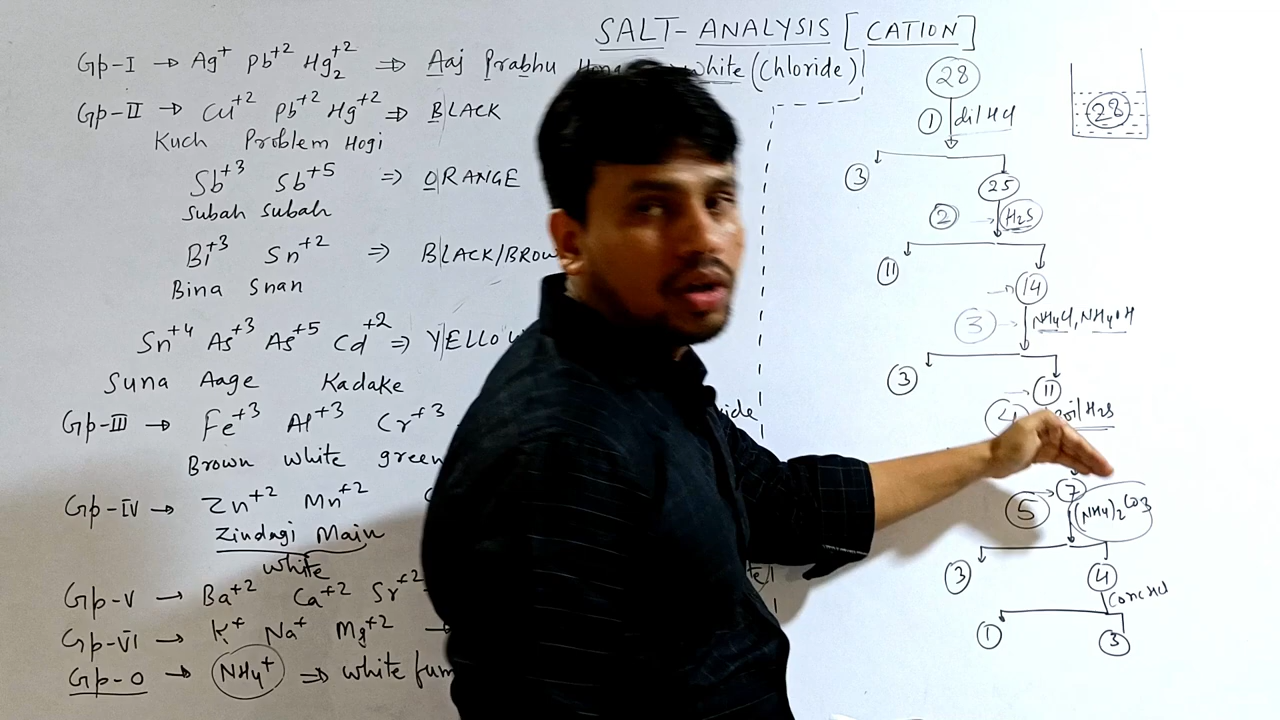 SALT-ANALYSIS [CATION]
Gp-I → Ag+ Pb+2 Hg2+2 ⇒ Aaj Prabhu white (Chloride)
Gp-II → Cu+2 Pb+2 Hg+2 ⇒ BLACK
Kuch Problem Hogi
Sb+3 Sb+5 ⇒ ORANGE
Subah Subah
Bi+3 Sn+2 ⇒ BLACK/BROW
Bina Snan
Sn+4 As+3 As+5 Cd+2 ⇒ YELLO
Suna Aage Kadake
Gp-III → Fe+3 Al+3 Cr+3
Brown white green
Gp-IV → Zn+2 Mn+2
Zindagi Main
white
Gp-V → Ba+2 Ca+2 Sr+2
Gp-VI → K+ Na+ Mg+2 →
Gp-O → NH4+ ⇒ white fum
28
28
1 dil HCl
3
25
2 → H2S
11
→ 14
3 → NH4Cl, NH4OH
3
→ 11
4 H2S
5 → 7 (NH4)2CO3
3
4
Conc Hcl
1
3